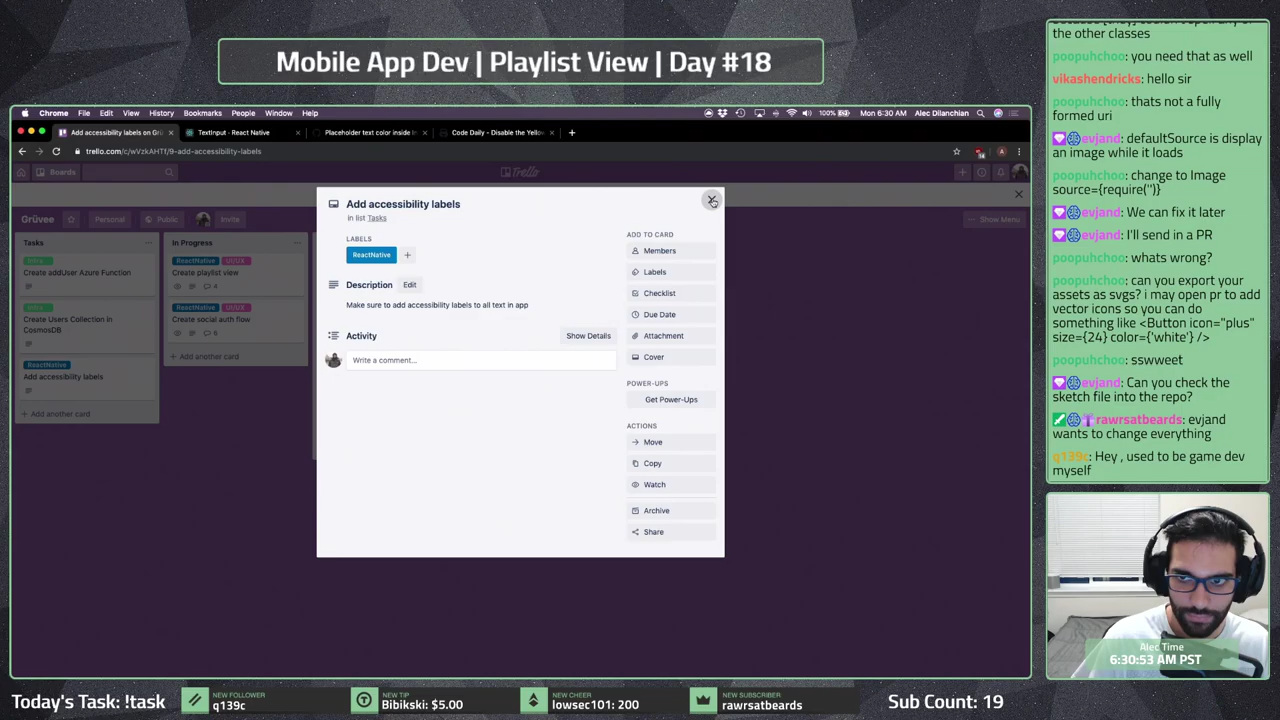 Mobile App Dev | Playlist View | Day #18
Chrome File Edit View History Bookmarks People Window Help
100% Mon 6:30 AM Alec Dilanchian
Add accessibility labels on Grü
TextInput · React Native
Placeholder text color inside
Code Daily - Disable the Yellow
trello.com/c/wVzkAHTf/9-add-accessibility-labels
Boards
Trello
Grüvee Personal Public Invite
Show Menu
Tasks
Infra
Create addUser Azure Function
Infra
Create Users Collection in
CosmosDB
ReactNative
Add accessibility labels
+ Add another card
In Progress
ReactNative UI/UX
Create playlist view
4
ReactNative UI/UX
Create social auth flow
6
+ Add another card
Add accessibility labels
in list Tasks
LABELS
ReactNative +
Description Edit
Make sure to add accessibility labels to all text in app
Activity Show Details
Write a comment...
ADD TO CARD
Members
Labels
Checklist
Due Date
Attachment
Cover
POWER-UPS
Get Power-Ups
ACTIONS
Move
Copy
Watch
Archive
Share
the other classes
poopuhchoo: you need that as well
vikashendricks: hello sir
poopuhchoo: thats not a fully
formed uri
evjand: defaultSource is display
an image while it loads
poopuhchoo: change to Image
source={require('')}
evjand: We can fix it later
evjand: I'll send in a PR
poopuhchoo: whats wrong?
poopuhchoo: can you export your
assets as svgs? i may open pr to add
vector icons so you can do
something like <Button icon="plus"
size={24} color={'white'} />
poopuhchoo: sswweet
evjand: Can you check the
sketch file into the repo?
rawrsatbeards: evjand
wants to change everything
q139c: Hey , used to be game dev
myself
Alec Time
6:30:53 AM PST
Today's Task: !task
NEW FOLLOWER
q139c
NEW TIP
Bibikski: $5.00
NEW CHEER
lowsec101: 200
NEW SUBSCRIBER
rawrsatbeards
Sub Count: 19